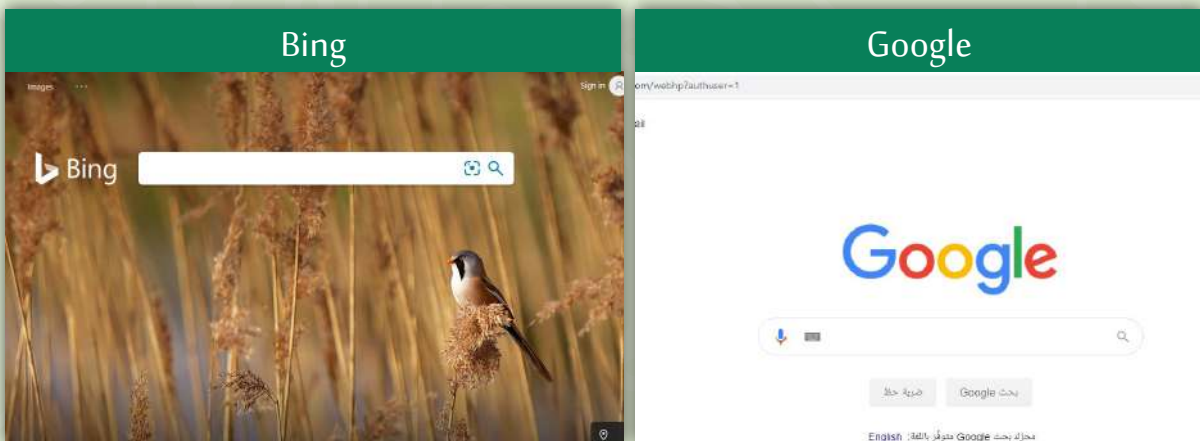 Bing
Google
Images ...
Sign in
om/webhp?authuser=1
Bing
Google
بحث Google
ضربة حظ
محرّك بحث Google متوفّر باللغة: English